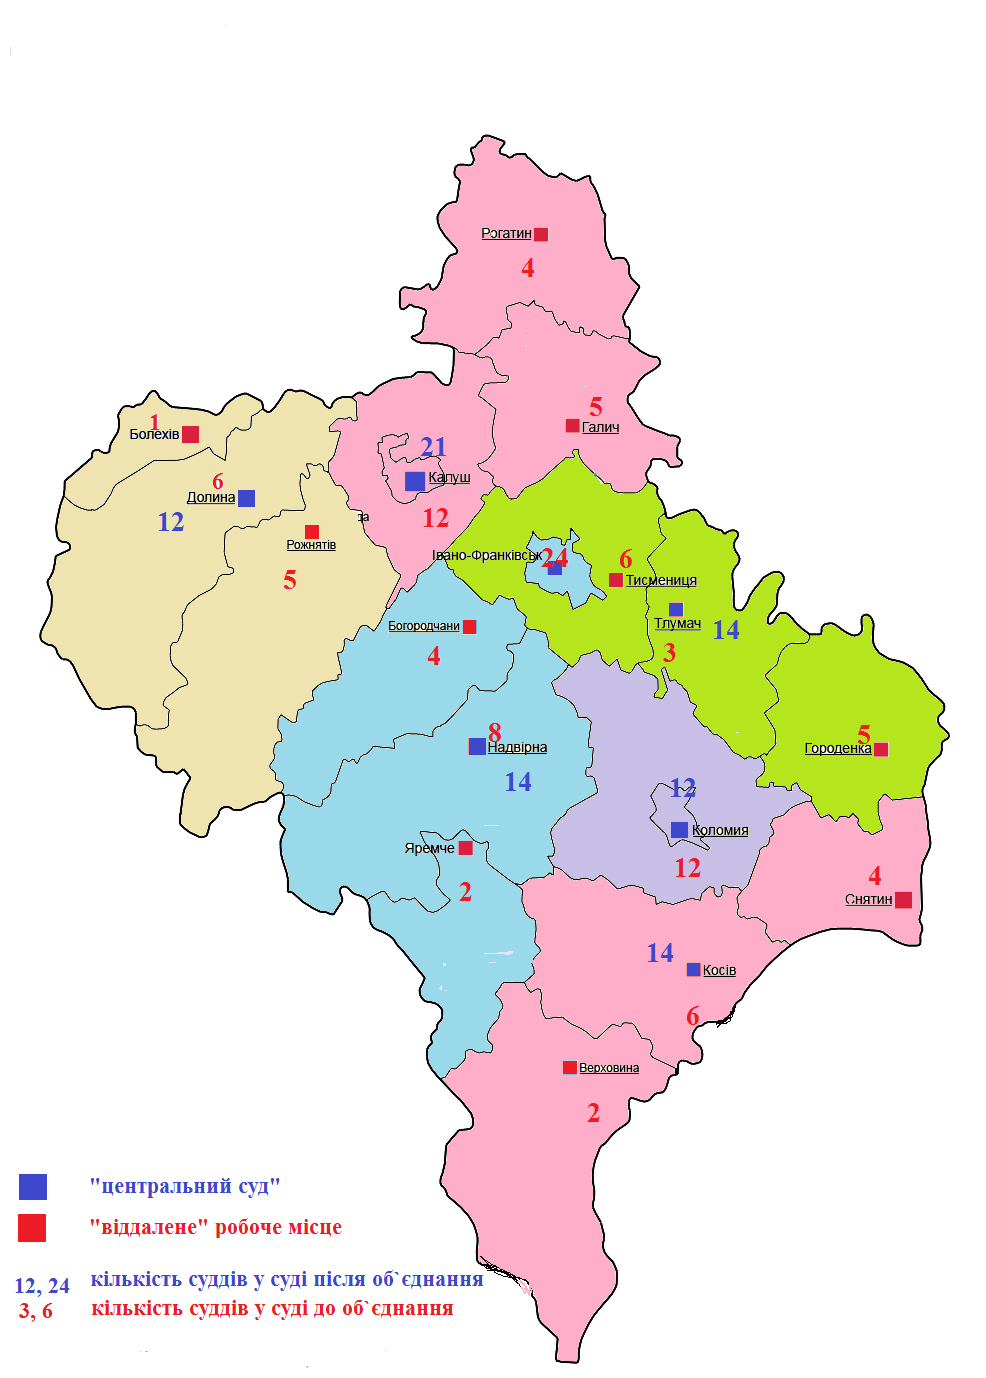 Рогатин
4
5
Галич
1
Болехів
21
Калуш
6
Долина
12
12
да
Рожнятів
5
Івано-Франківськ
24
6
Тисмениця
Тлумач
14
3
Богородчани
4
8
Надвірна
14
5
Городенка
12
Коломия
12
Яремче
2
4
Снятин
14
Косів
6
Верховина
2
"центральний суд"
"віддалене" робоче місце
12, 24 кількість суддів у суді після об`єднання
3, 6 кількість суддів у суді до об`єднання